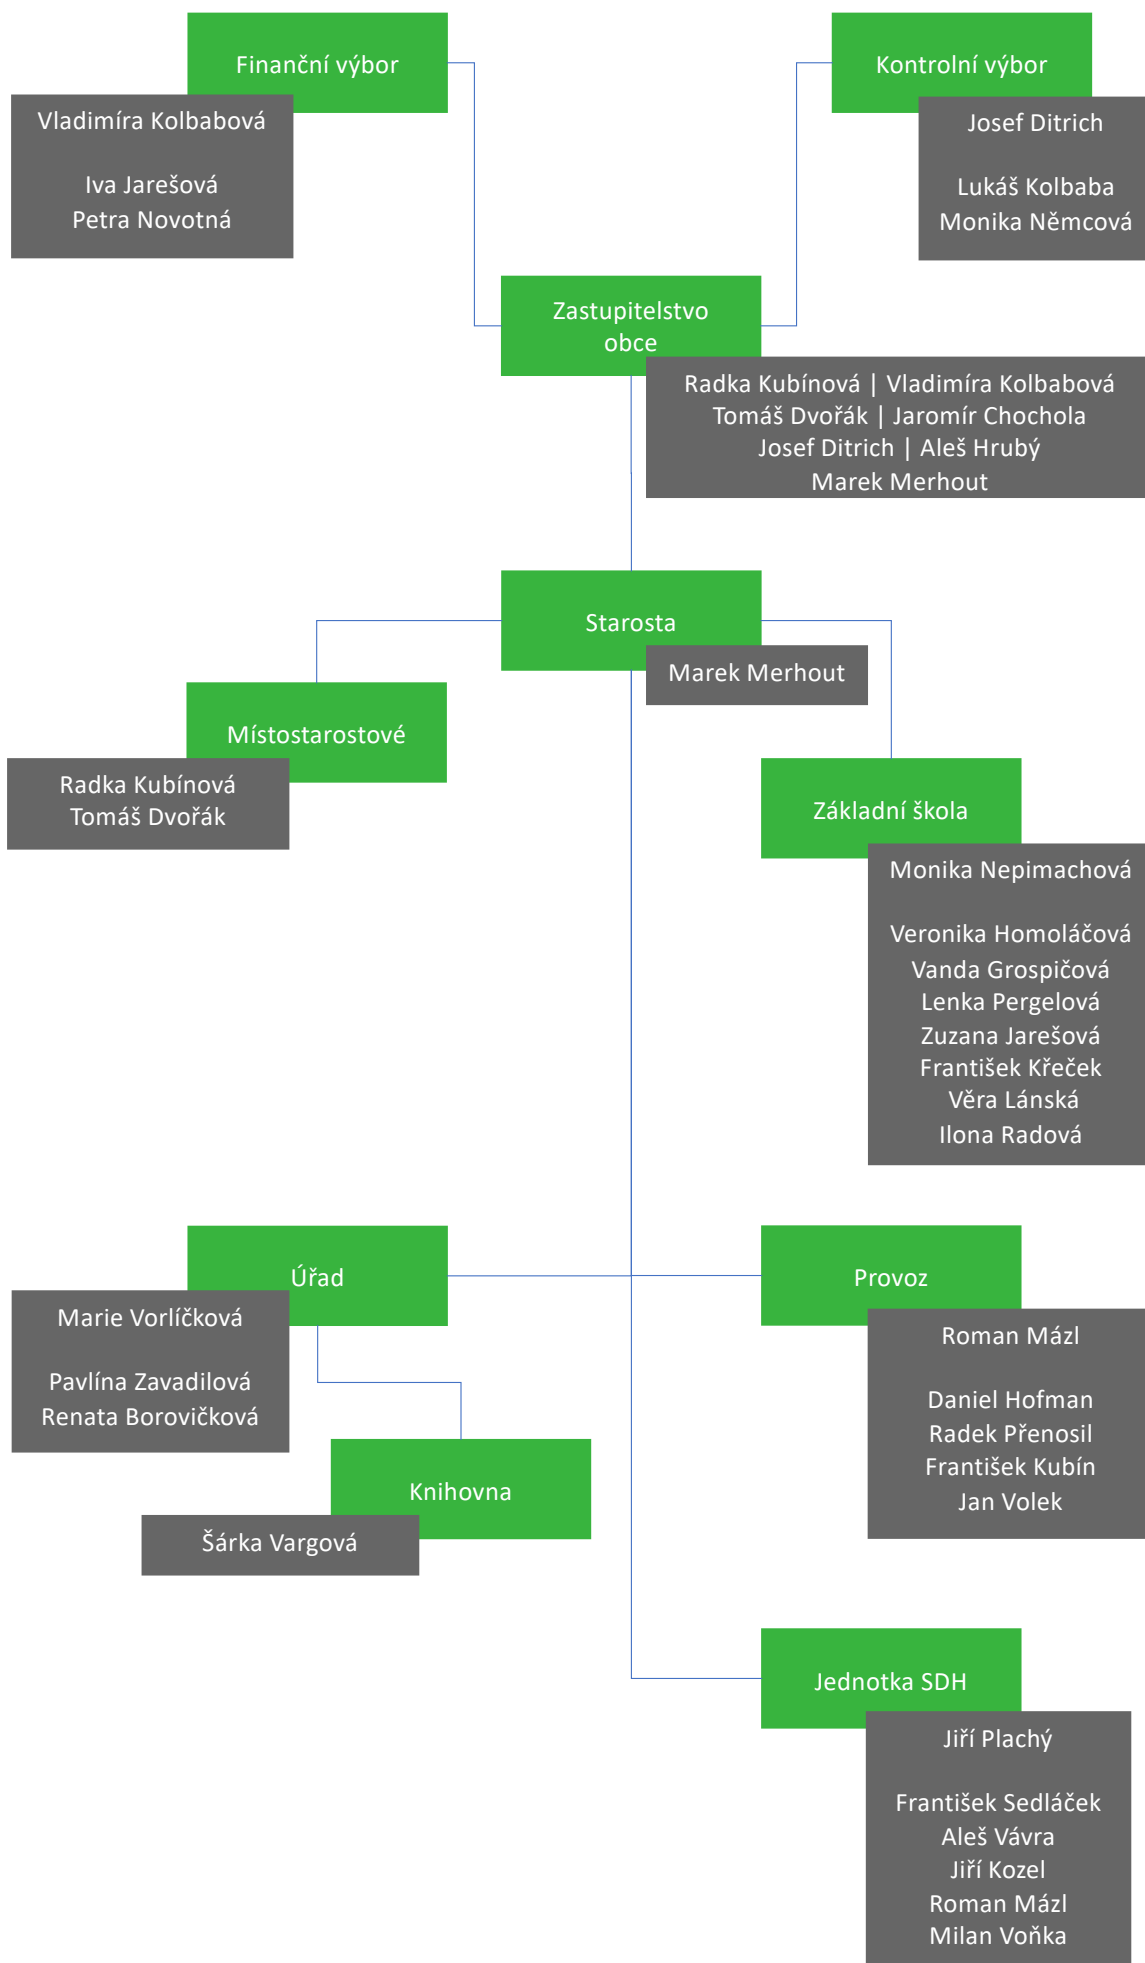 Finanční výbor
Vladimíra Kolbabová
Iva Jarešová
Petra Novotná
Kontrolní výbor
Josef Ditrich
Lukáš Kolbaba
Monika Němcová
Zastupitelstvo
obce
Radka Kubínová | Vladimíra Kolbabová
Tomáš Dvořák | Jaromír Chochola
Josef Ditrich | Aleš Hrubý
Marek Merhout
Starosta
Marek Merhout
Místostarostové
Radka Kubínová
Tomáš Dvořák
Základní škola
Monika Nepimachová
Veronika Homoláčová
Vanda Grospičová
Lenka Pergelová
Zuzana Jarešová
František Křeček
Věra Lánská
Ilona Radová
Úřad
Marie Vorlíčková
Pavlína Zavadilová
Renata Borovičková
Knihovna
Šárka Vargová
Provoz
Roman Mázl
Daniel Hofman
Radek Přenosil
František Kubín
Jan Volek
Jednotka SDH
Jiří Plachý
František Sedláček
Aleš Vávra
Jiří Kozel
Roman Mázl
Milan Voňka